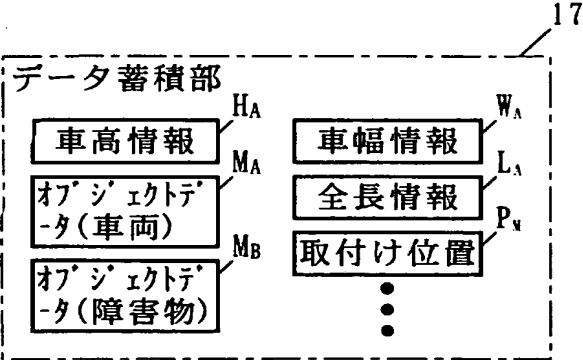 17
データ蓄積部
HA
車高情報
MA
オブジェクトデ
ータ(車両)
MB
オブジェクトデ
ータ(障害物)
WA
車幅情報
LA
全長情報
PM
取付け位置